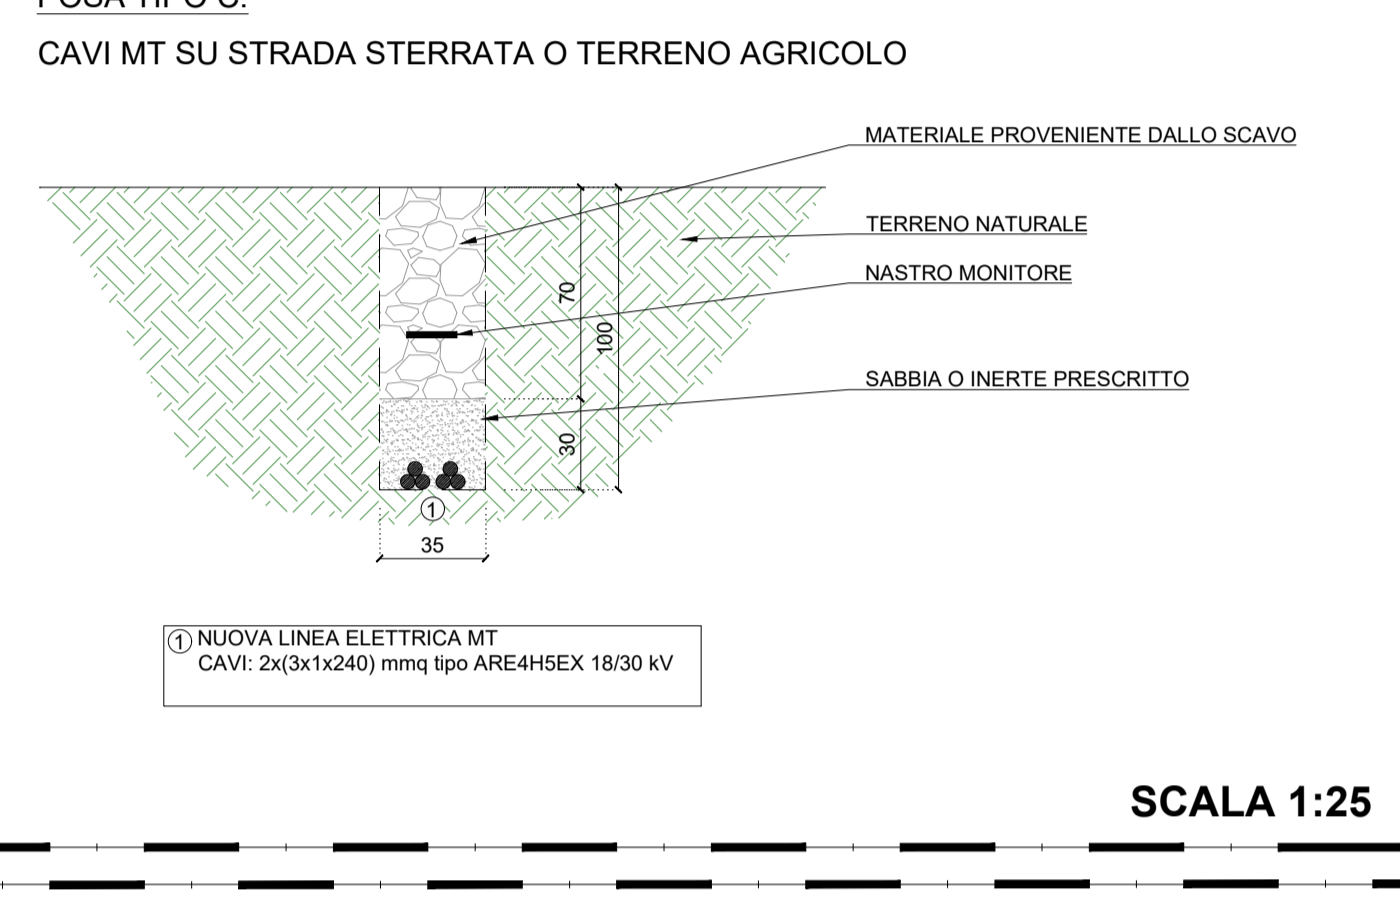 POSA TIPO C:
CAVI MT SU STRADA STERRATA O TERRENO AGRICOLO
MATERIALE PROVENIENTE DALLO SCAVO
TERRENO NATURALE
NASTRO MONITORE
70
100
SABBIA O INERTE PRESCRITTO
30
1
35
1 NUOVA LINEA ELETTRICA MT
CAVI: 2x(3x1x240) mmq tipo ARE4H5EX 18/30 kV
SCALA 1:25